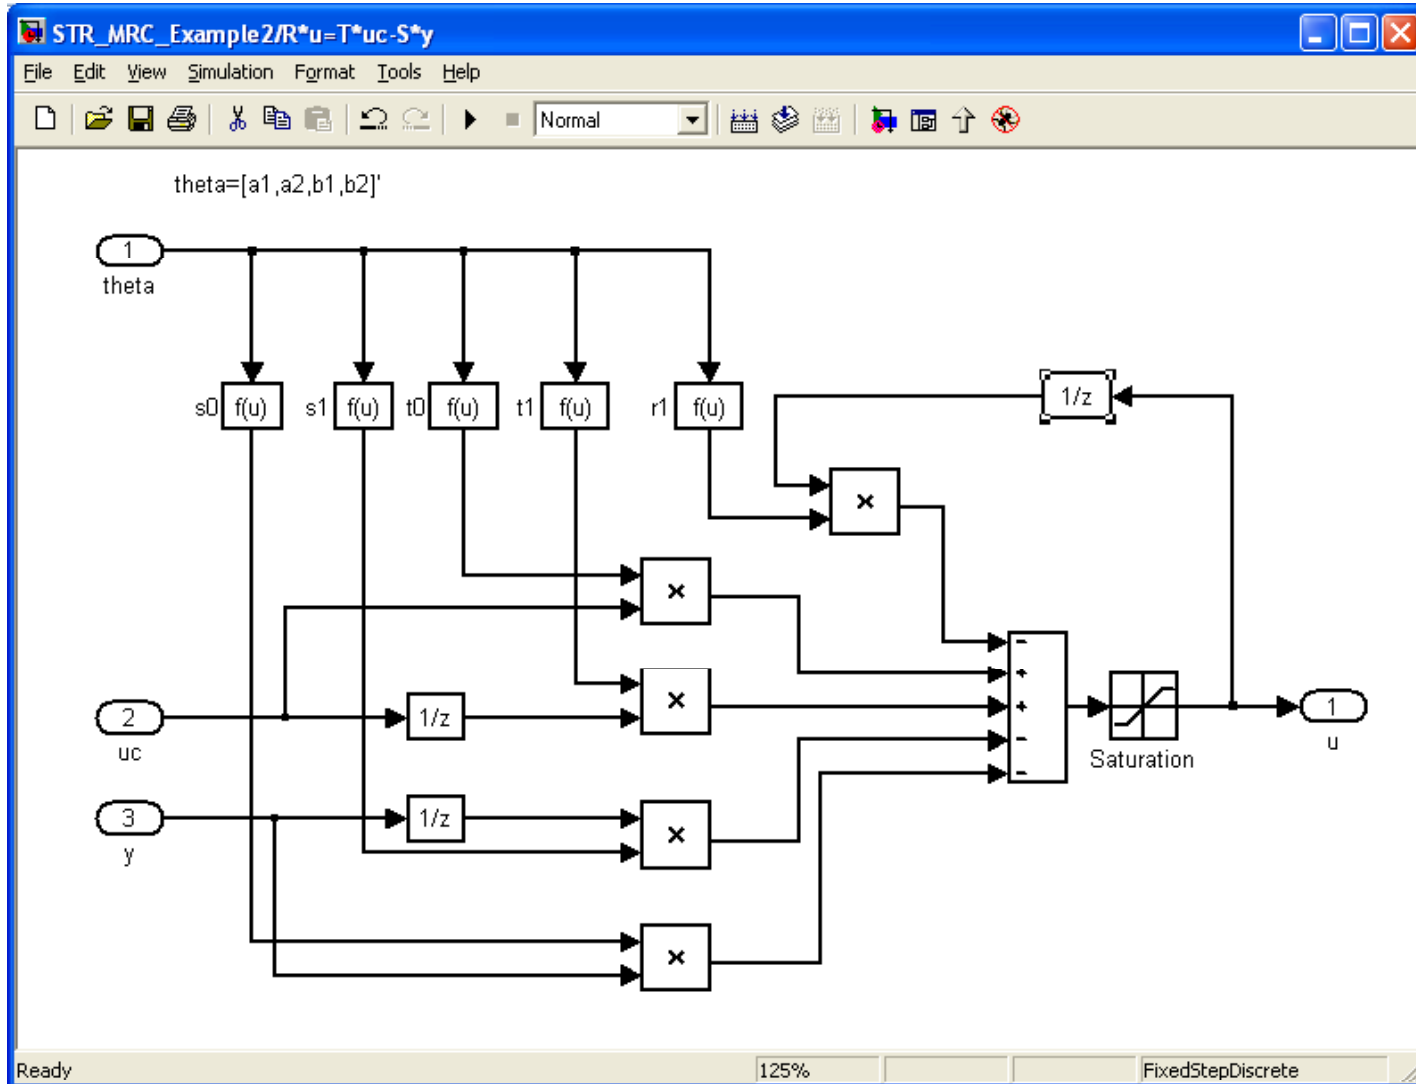 STR_MRC_Example2/R*u=T*uc-S*y
File Edit View Simulation Format Tools Help
Normal
theta=[a1,a2,b1,b2]'
1
theta
s0 f(u) s1 f(u) t0 f(u) t1 f(u) r1 f(u) 1/z
×
×
- 
+
2 1/z × + 1
uc - Saturation u
3 1/z × -
y
×
Ready 125% FixedStepDiscrete